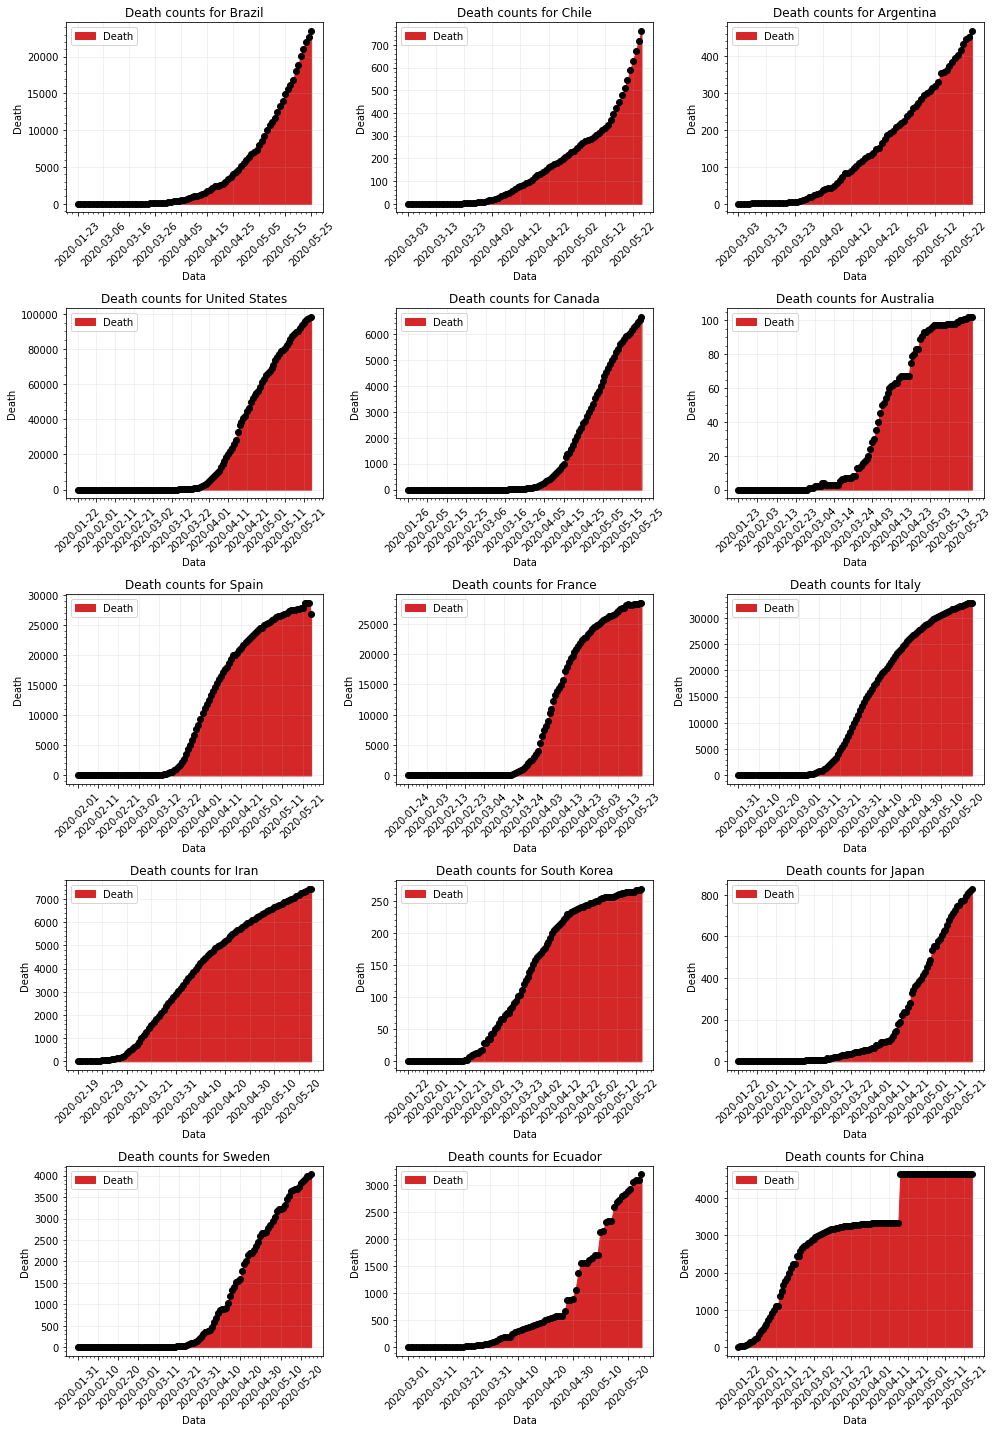 Death counts for Brazil
Death
20000
15000
10000
5000
0
Death
2020-01-23 2020-03-06 2020-03-16 2020-03-26 2020-04-05 2020-04-15 2020-04-25 2020-05-05 2020-05-15 2020-05-25
Data
Death counts for Chile
Death
700
600
500
400
300
200
100
0
Death
2020-03-03 2020-03-13 2020-03-23 2020-04-02 2020-04-12 2020-04-22 2020-05-02 2020-05-12 2020-05-22
Data
Death counts for Argentina
Death
400
300
200
100
0
Death
2020-03-03 2020-03-13 2020-03-23 2020-04-02 2020-04-12 2020-04-22 2020-05-02 2020-05-12 2020-05-22
Data
Death counts for United States
Death
100000
80000
60000
40000
20000
0
Death
2020-01-22 2020-02-01 2020-02-11 2020-02-21 2020-03-02 2020-03-12 2020-03-22 2020-04-01 2020-04-11 2020-04-21 2020-05-01 2020-05-11 2020-05-21
Data
Death counts for Canada
Death
6000
5000
4000
3000
2000
1000
0
Death
2020-01-26 2020-02-05 2020-02-15 2020-02-25 2020-03-06 2020-03-16 2020-03-26 2020-04-05 2020-04-15 2020-04-25 2020-05-05 2020-05-15 2020-05-25
Data
Death counts for Australia
Death
100
80
60
40
20
0
Death
2020-01-23 2020-02-03 2020-02-13 2020-02-23 2020-03-04 2020-03-14 2020-03-24 2020-04-03 2020-04-13 2020-04-23 2020-05-03 2020-05-13 2020-05-23
Data
Death counts for Spain
Death
30000
25000
20000
15000
10000
5000
0
Death
2020-02-01 2020-02-11 2020-02-21 2020-03-02 2020-03-12 2020-03-22 2020-04-01 2020-04-11 2020-04-21 2020-05-01 2020-05-11 2020-05-21
Data
Death counts for France
Death
25000
20000
15000
10000
5000
0
Death
2020-01-24 2020-02-03 2020-02-13 2020-02-23 2020-03-04 2020-03-14 2020-03-24 2020-04-03 2020-04-13 2020-04-23 2020-05-03 2020-05-13 2020-05-23
Data
Death counts for Italy
Death
30000
25000
20000
15000
10000
5000
0
Death
2020-01-31 2020-02-10 2020-02-20 2020-03-01 2020-03-11 2020-03-21 2020-03-31 2020-04-10 2020-04-20 2020-04-30 2020-05-10 2020-05-20
Data
Death counts for Iran
Death
7000
6000
5000
4000
3000
2000
1000
0
Death
2020-02-19 2020-02-29 2020-03-11 2020-03-21 2020-03-31 2020-04-10 2020-04-20 2020-04-30 2020-05-10 2020-05-20
Data
Death counts for South Korea
Death
250
200
150
100
50
0
Death
2020-01-22 2020-02-01 2020-02-11 2020-02-21 2020-03-02 2020-03-13 2020-03-23 2020-04-02 2020-04-12 2020-04-22 2020-05-02 2020-05-12 2020-05-22
Data
Death counts for Japan
Death
800
600
400
200
0
Death
2020-01-22 2020-02-01 2020-02-11 2020-02-21 2020-03-02 2020-03-12 2020-03-22 2020-04-01 2020-04-11 2020-04-21 2020-05-01 2020-05-11 2020-05-21
Data
Death counts for Sweden
Death
4000
3500
3000
2500
2000
1500
1000
500
0
Death
2020-01-31 2020-02-10 2020-02-20 2020-03-01 2020-03-11 2020-03-21 2020-03-31 2020-04-10 2020-04-20 2020-04-30 2020-05-10 2020-05-20
Data
Death counts for Ecuador
Death
3000
2500
2000
1500
1000
500
0
Death
2020-03-01 2020-03-11 2020-03-21 2020-03-31 2020-04-10 2020-04-20 2020-04-30 2020-05-10 2020-05-20
Data
Death counts for China
Death
4000
3000
2000
1000
0
Death
2020-01-22 2020-02-01 2020-02-11 2020-02-21 2020-03-02 2020-03-12 2020-03-22 2020-04-01 2020-04-11 2020-04-21 2020-05-01 2020-05-11 2020-05-21
Data